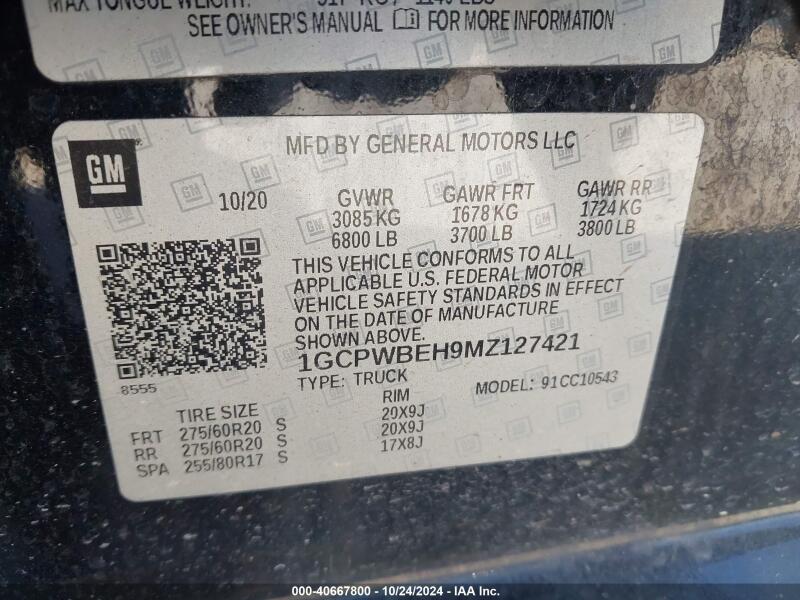 MAX TONGUE WEIGHT:
SEE OWNER'S MANUAL FOR MORE INFORMATION
GM
MFD BY GENERAL MOTORS LLC
10/20
GVWR GAWR FRT GAWR RR
3085 KG 1678 KG 1724 KG
6800 LB 3700 LB 3800 LB
THIS VEHICLE CONFORMS TO ALL
APPLICABLE U.S. FEDERAL MOTOR
VEHICLE SAFETY STANDARDS IN EFFECT
ON THE DATE OF MANUFACTURE
SHOWN ABOVE.
1GCPWBEH9MZ127421
8555
TYPE: TRUCK MODEL: 91CC10543
TIRE SIZE RIM
FRT 275/60R20 S 20X9J
RR 275/60R20 S 20X9J
SPA 255/80R17 S 17X8J
000-40667800 - 10/24/2024 - IAA Inc.